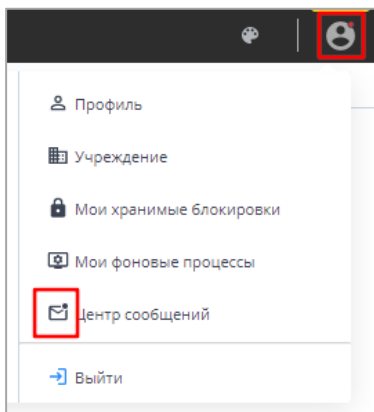 Профиль
Учреждение
Мои хранимые блокировки
Мои фоновые процессы
Центр сообщений
Выйти